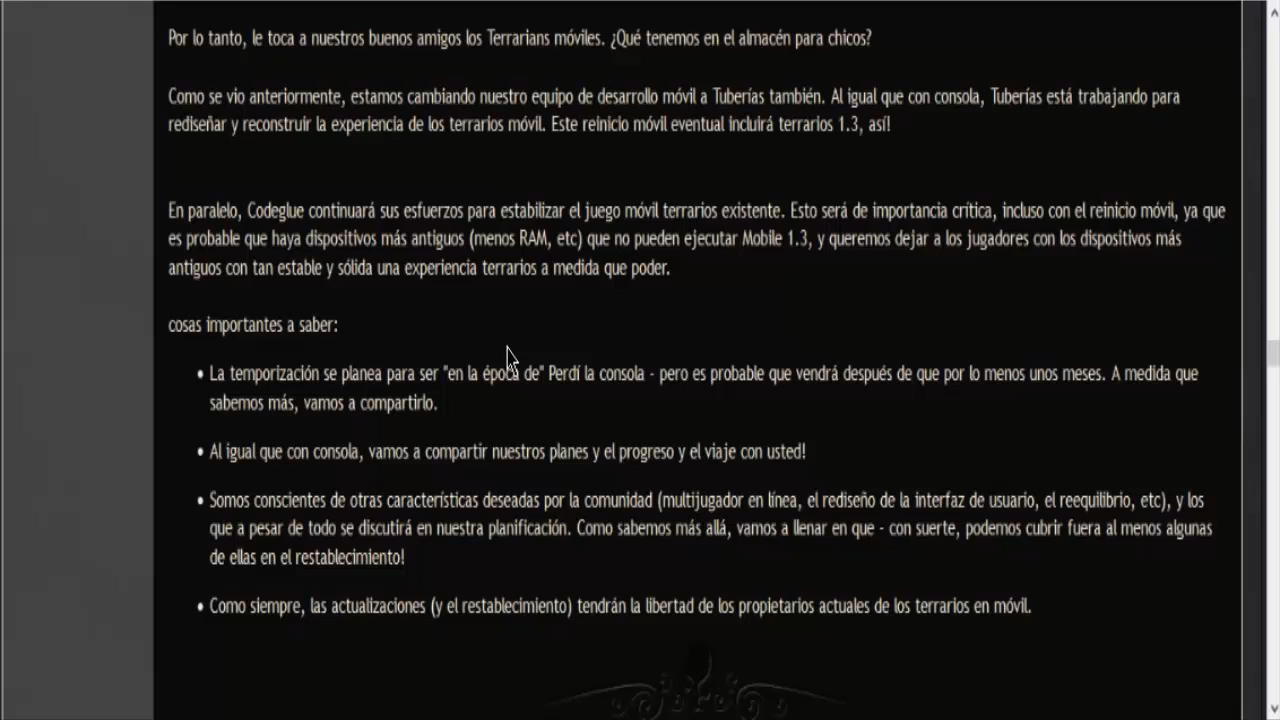 Por lo tanto, le toca a nuestros buenos amigos los Terrarians móviles. ¿Qué tenemos en el almacén para chicos?
Como se vio anteriormente, estamos cambiando nuestro equipo de desarrollo móvil a Tuberías también. Al igual que con consola, Tuberías está trabajando para
rediseñar y reconstruir la experiencia de los terrarios móvil. Este reinicio móvil eventual incluirá terrarios 1.3, así!
En paralelo, Codeglue continuará sus esfuerzos para estabilizar el juego móvil terrarios existente. Esto será de importancia crítica, incluso con el reinicio móvil, ya que
es probable que haya dispositivos más antiguos (menos RAM, etc) que no pueden ejecutar Mobile 1.3, y queremos dejar a los jugadores con los dispositivos más
antiguos con tan estable y sólida una experiencia terrarios a medida que poder.
cosas importantes a saber:
• La temporización se planea para ser "en la época de" Perdí la consola - pero es probable que vendrá después de que por lo menos unos meses. A medida que
sabemos más, vamos a compartirlo.
• Al igual que con consola, vamos a compartir nuestros planes y el progreso y el viaje con usted!
• Somos conscientes de otras características deseadas por la comunidad (multijugador en línea, el rediseño de la interfaz de usuario, el reequilibrio, etc), y los
que a pesar de todo se discutirá en nuestra planificación. Como sabemos más allá, vamos a llenar en que - con suerte, podemos cubrir fuera al menos algunas
de ellas en el restablecimiento!
• Como siempre, las actualizaciones (y el restablecimiento) tendrán la libertad de los propietarios actuales de los terrarios en móvil.